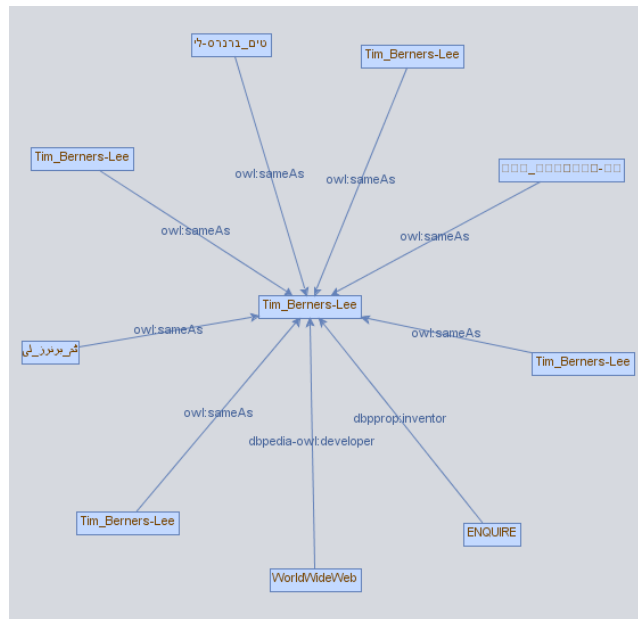 טים_ברנרס-לי
Tim_Berners-Lee
Tim_Berners-Lee
owl:sameAs
owl:sameAs
owl:sameAs
owl:sameAs
Tim_Berners-Lee
owl:sameAs
owl:sameAs
ٹم_برنرز_لی
Tim_Berners-Lee
owl:sameAs
dbpprop:inventor
dbpedia-owl:developer
Tim_Berners-Lee
ENQUIRE
WorldWideWeb